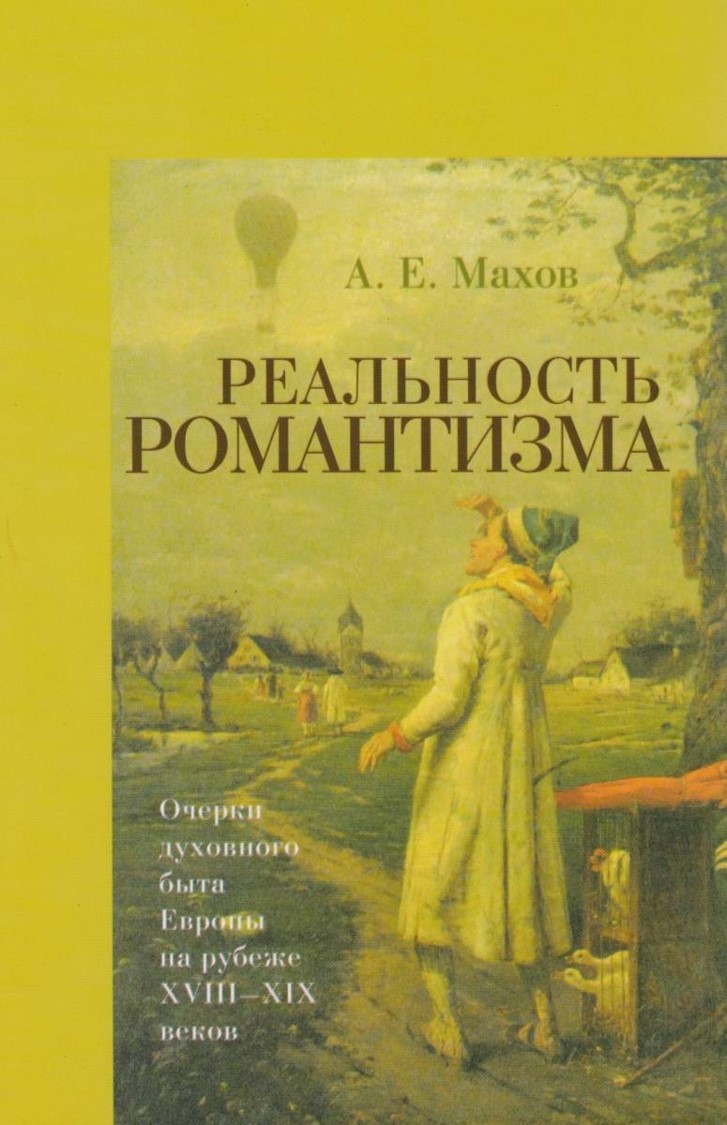 А. Е. Махов
РЕАЛЬНОСТЬ
РОМАНТИЗМА
Очерки
духовного
быта
Европы
на рубеже
XVIII–XIX
веков